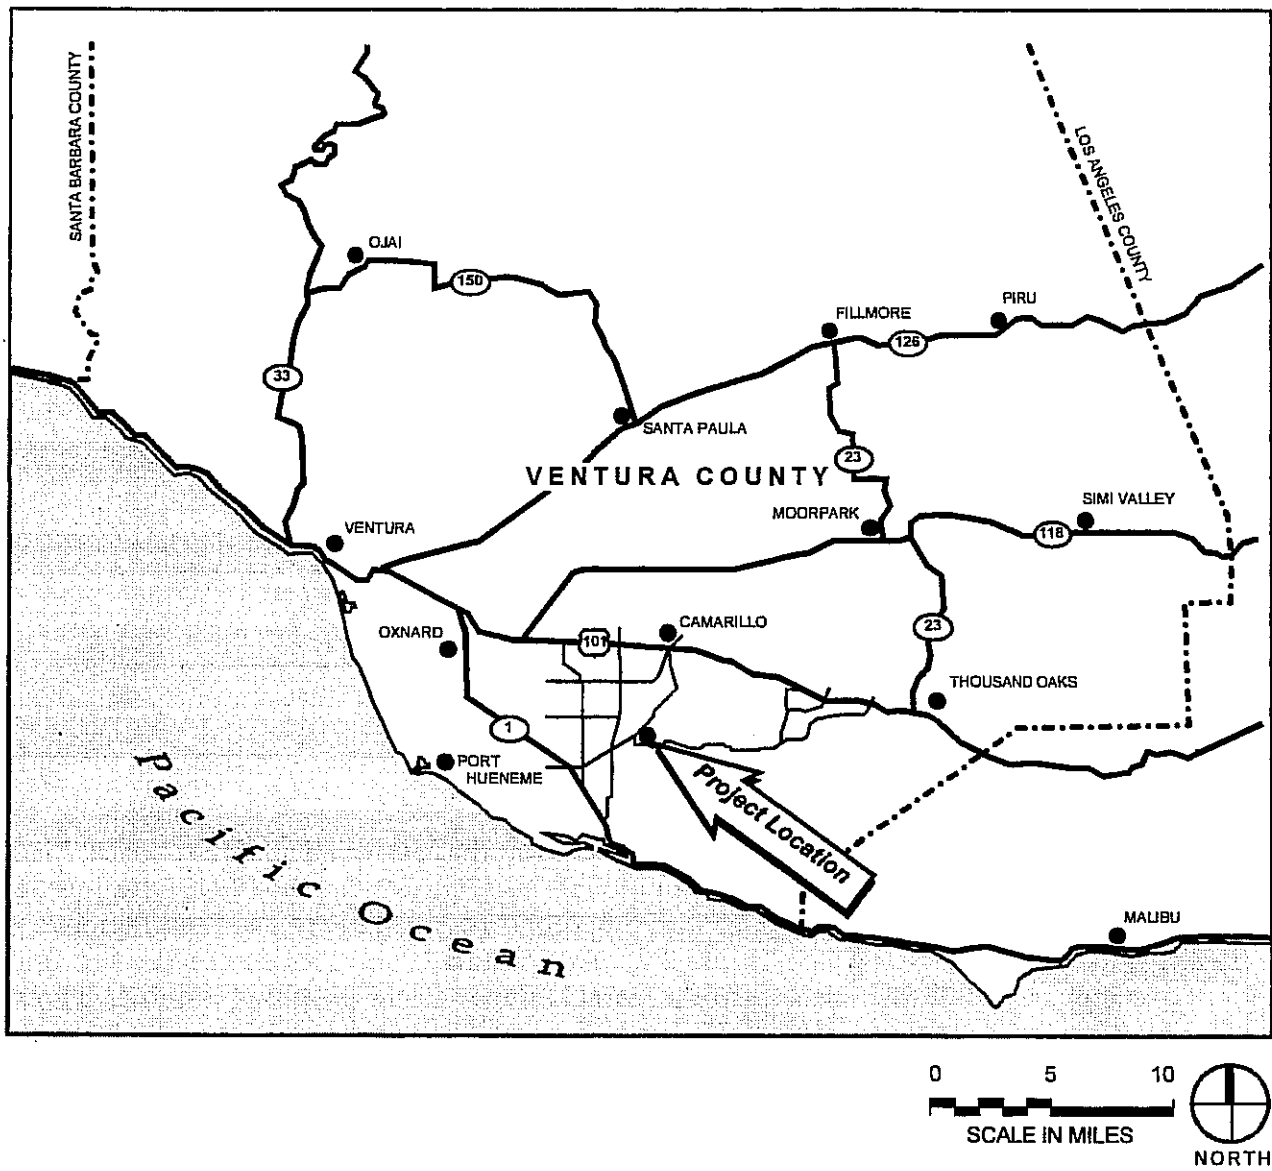 SANTA BARBARA COUNTY
LOS ANGELES COUNTY
OJAI
150
PIRU
FILLMORE
126
33
SANTA PAULA
VENTURA COUNTY
23
SIMI VALLEY
MOORPARK
118
VENTURA
CAMARILLO
OXNARD
101
23
THOUSAND OAKS
1
PORT
HUENEME
Project Location
Pacific Ocean
MALIBU
0 5 10
SCALE IN MILES
NORTH